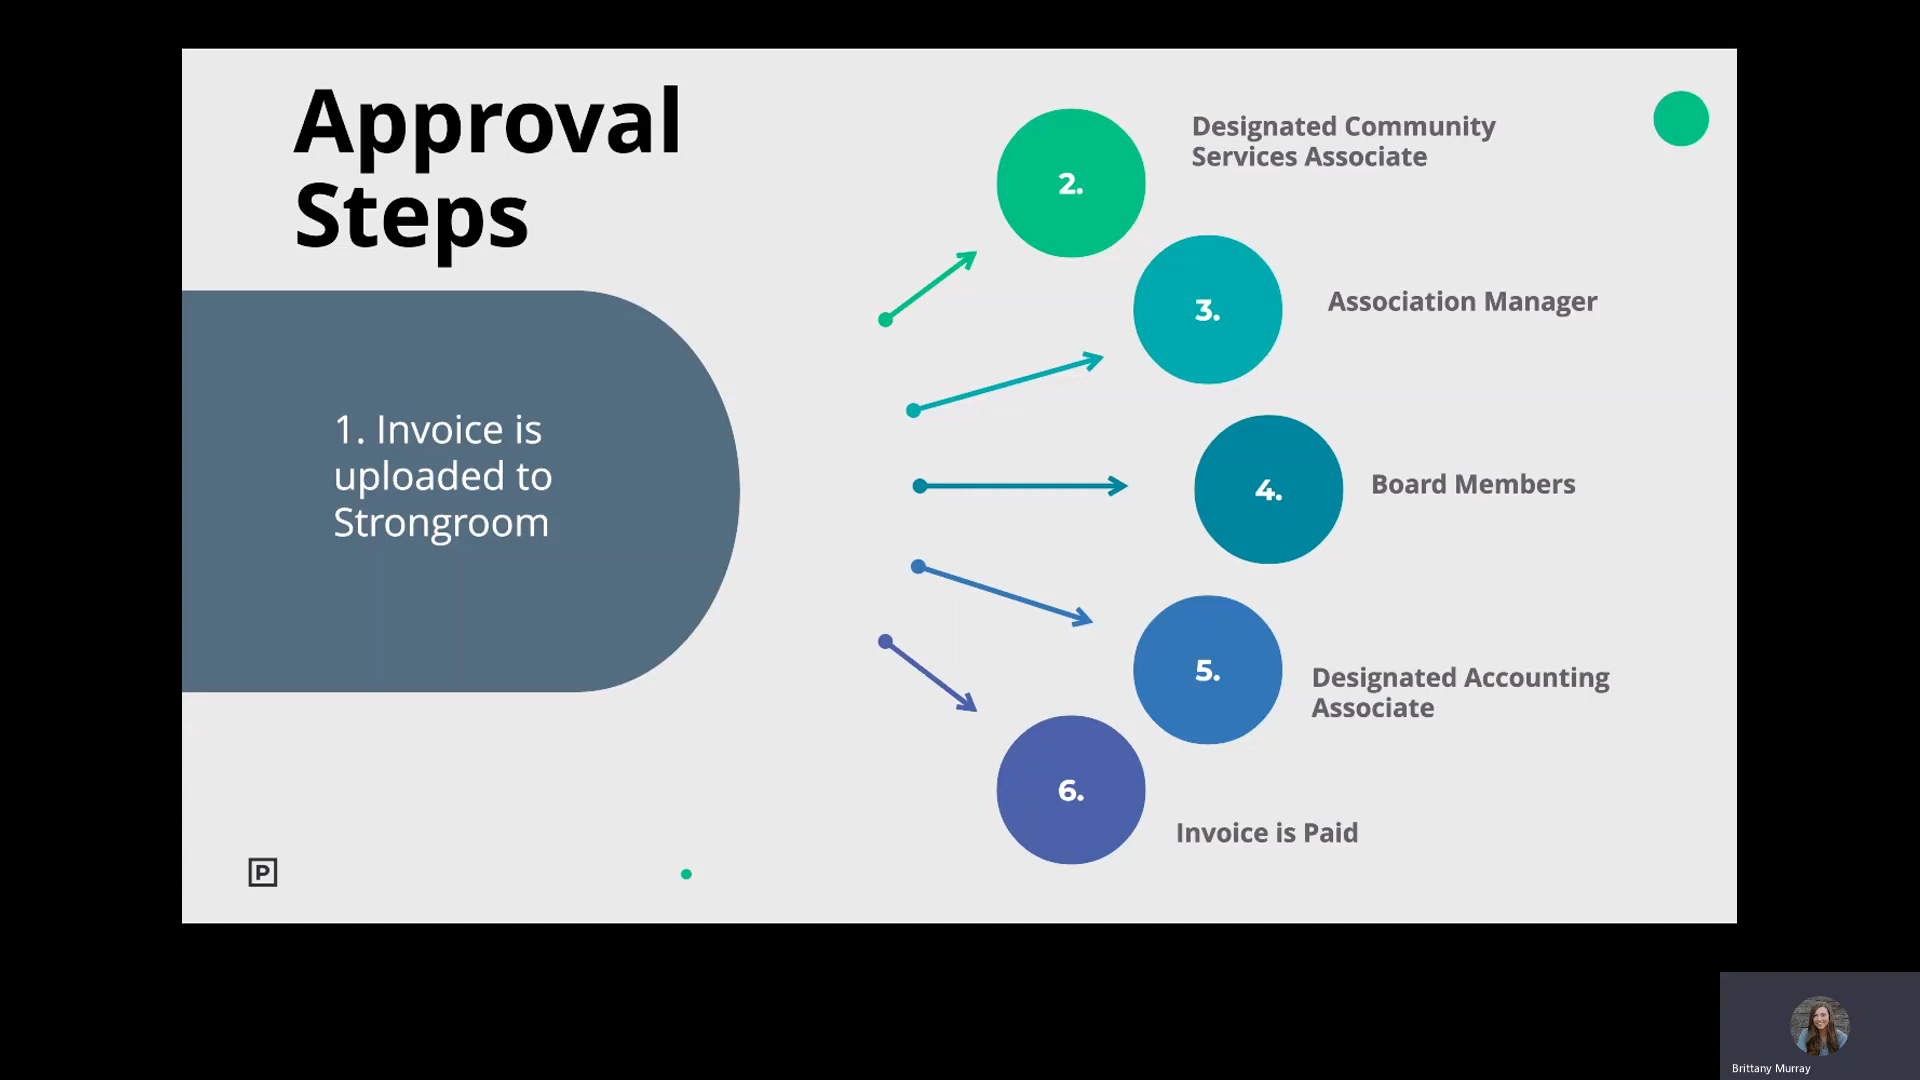 Approval
Steps
1. Invoice is
uploaded to
Strongroom
2.
Designated Community
Services Associate
3.
Association Manager
4.
Board Members
5.
Designated Accounting
Associate
6.
Invoice is Paid
P
Brittany Murray